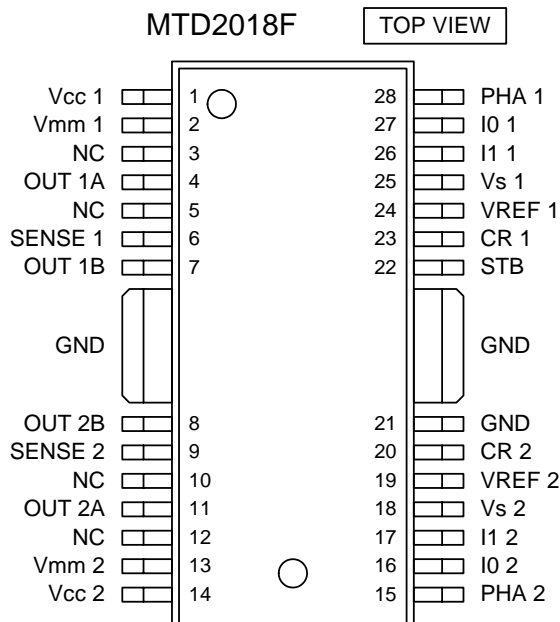 MTD2018F TOP VIEW
Vcc 1 1 28 PHA 1
Vmm 1 2 27 I0 1
NC 3 26 I1 1
OUT 1A 4 25 Vs 1
NC 5 24 VREF 1
SENSE 1 6 23 CR 1
OUT 1B 7 22 STB
GND GND
OUT 2B 8 21 GND
SENSE 2 9 20 CR 2
NC 10 19 VREF 2
OUT 2A 11 18 Vs 2
NC 12 17 I1 2
Vmm 2 13 16 I0 2
Vcc 2 14 15 PHA 2